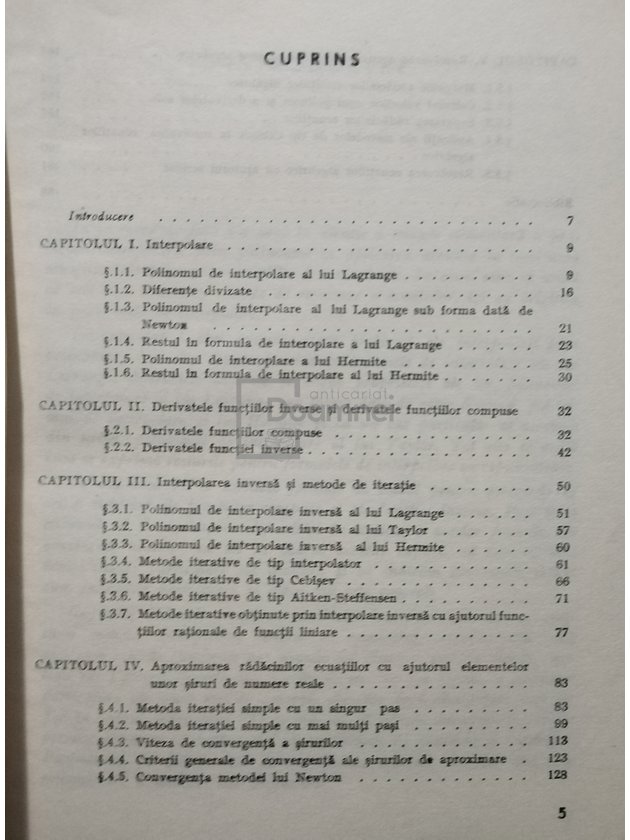 CUPRINS
Introducere . . . . . . . . . . . . . . . . . . . . . . . . . . . 7
CAPITOLUL I. Interpolare . . . . . . . . . . . . . . . . . . . . . 9
§.1.1. Polinomul de interpolare al lui Lagrange . . . . . . . . . 9
§.1.2. Diferențe divizate . . . . . . . . . . . . . . . . . . 16
§.1.3. Polinomul de interpolare al lui Lagrange sub forma dată de
Newton . . . . . . . . . . . . . . . . . . . . . . 21
§.1.4. Restul în formula de interoplare a lui Lagrange . . . . . . 23
§.1.5. Polinomul de interoplare a lui Hermite . . . . . . . . 25
§.1.6. Restul în formula de interpolare al lui Hermite . . . . . . 30
CAPITOLUL II. Derivatele funcțiilor inverse și derivatele funcțiilor compuse 32
§.2.1. Derivatele funcțiilor compuse . . . . . . . . . . . . . 32
§.2.2. Derivatele funcției inverse . . . . . . . . . . . . . . . 42
CAPITOLUL III. Interpolarea inversă și metode de iterație . . . . . . . 50
§.3.1. Polinomul de interpolare inversă al lui Lagrange . . . . . . 51
§.3.2. Polinomul de interpolare inversă al lui Taylor . . . . . . . 57
§.3.3. Polinomul de interpolare inversă al lui Hermite . . . . . . 60
§.3.4. Metode iterative de tip interpolator . . . . . . . . . . . 61
§.3.5. Metode iterative de tip Cebîșev . . . . . . . . . . . . . 66
§.3.6. Metode iterative de tip Aitken-Steffensen . . . . . . . . . 71
§.3.7. Metode iterative obținute prin interpolare inversă cu ajutorul func-
țiilor raționale de funcții liniare . . . . . . . . . . . . 77
CAPITOLUL IV. Aproximarea rădăcinilor ecuațiilor cu ajutorul elementelor
unor șiruri de numere reale . . . . . . . . . . . . . 83
§.4.1. Metoda iterației simple cu un singur pas . . . . . . . . . 83
§.4.2. Metoda iterației simple cu mai mulți pași . . . . . . . . . 99
§.4.3. Viteza de convergență a șirurilor . . . . . . . . . . . . 113
§.4.4. Criterii generale de convergență ale șirurilor de aproximare . 123
§.4.5. Convergența metodei lui Newton . . . . . . . . . . . . 128
5
anticariat
Doamnei